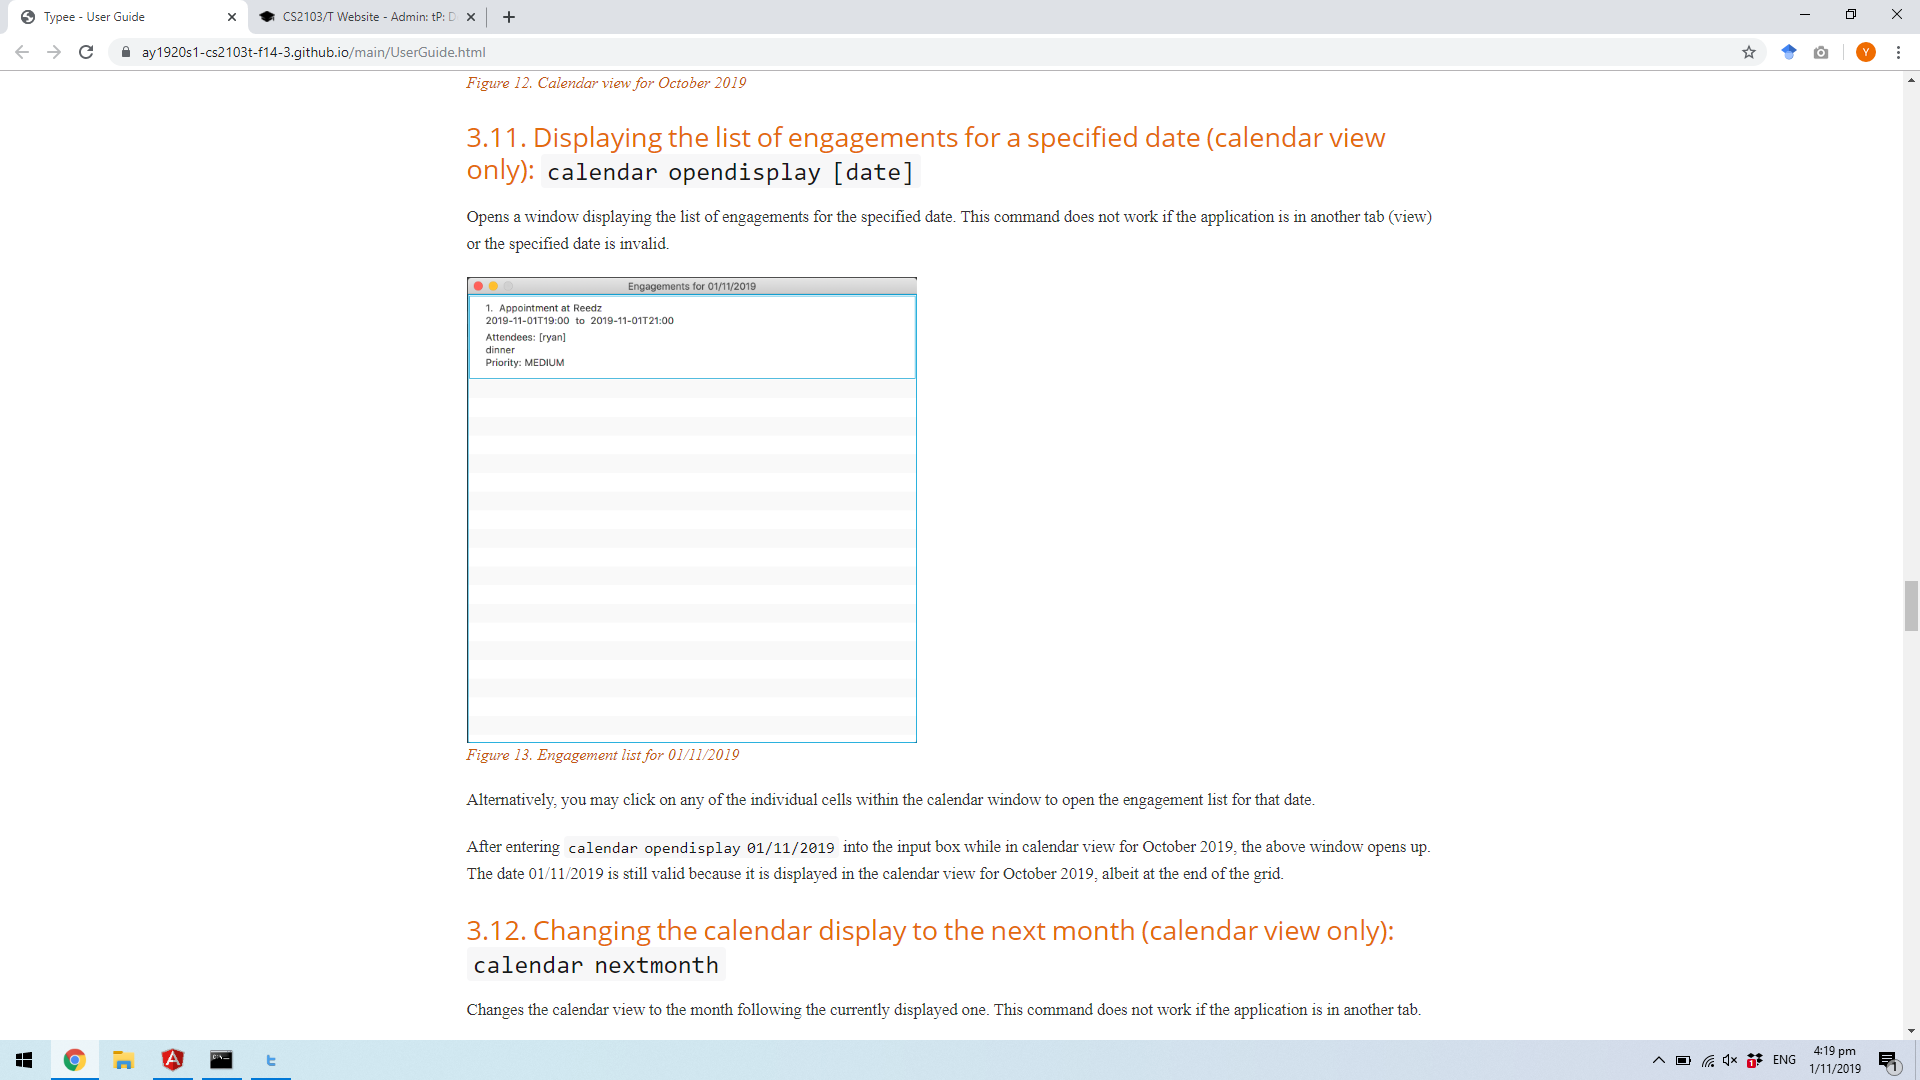 Typee - User Guide
CS2103/T Website - Admin: tP: D
ay1920s1-cs2103t-f14-3.github.io/main/UserGuide.html
Y
Figure 12. Calendar view for October 2019
3.11. Displaying the list of engagements for a specified date (calendar view
only): calendar opendisplay [date]
Opens a window displaying the list of engagements for the specified date. This command does not work if the application is in another tab (view)
or the specified date is invalid.
Engagements for 01/11/2019
1. Appointment at Reedz
2019-11-01T19:00 to 2019-11-01T21:00
Attendees: [ryan]
dinner
Priority: MEDIUM
Figure 13. Engagement list for 01/11/2019
Alternatively, you may click on any of the individual cells within the calendar window to open the engagement list for that date.
After entering calendar opendisplay 01/11/2019 into the input box while in calendar view for October 2019, the above window opens up.
The date 01/11/2019 is still valid because it is displayed in the calendar view for October 2019, albeit at the end of the grid.
3.12. Changing the calendar display to the next month (calendar view only):
calendar nextmonth
Changes the calendar view to the month following the currently displayed one. This command does not work if the application is in another tab.
ENG
4:19 pm
1/11/2019
1